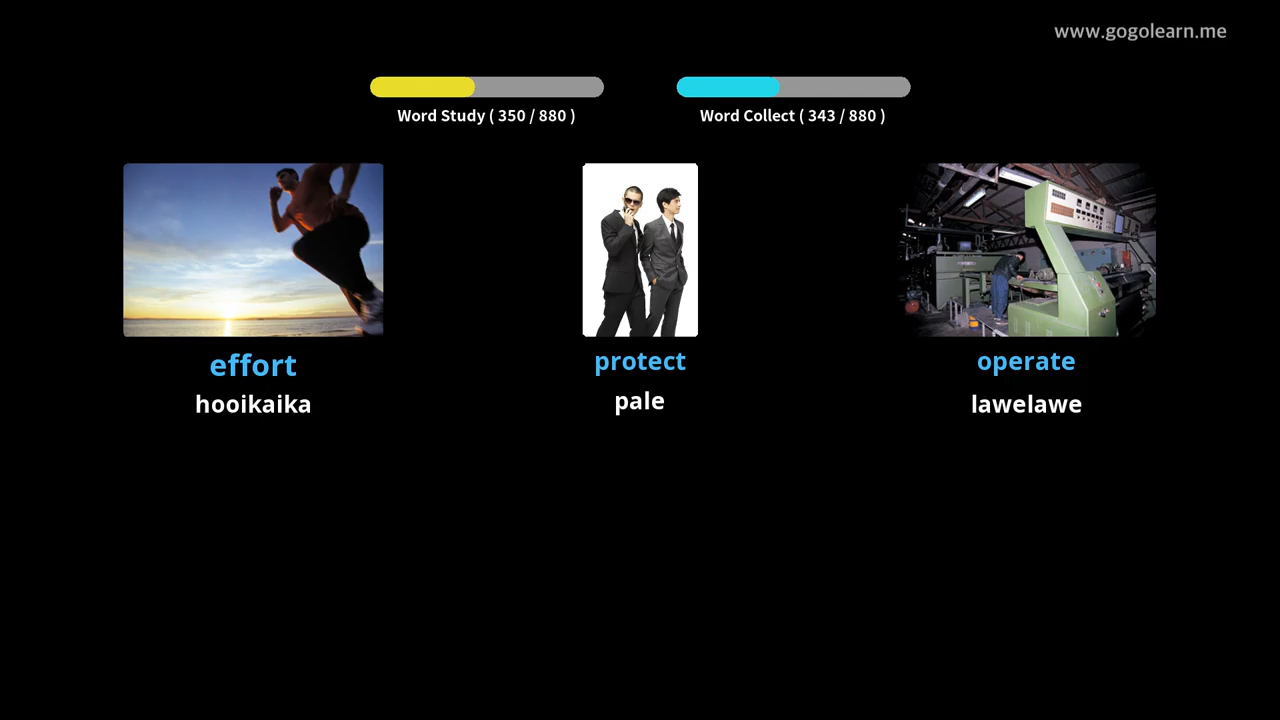 www.gogolearn.me
Word Study ( 350 / 880 )
Word Collect ( 343 / 880 )
effort
hooikaika
protect
pale
operate
lawelawe